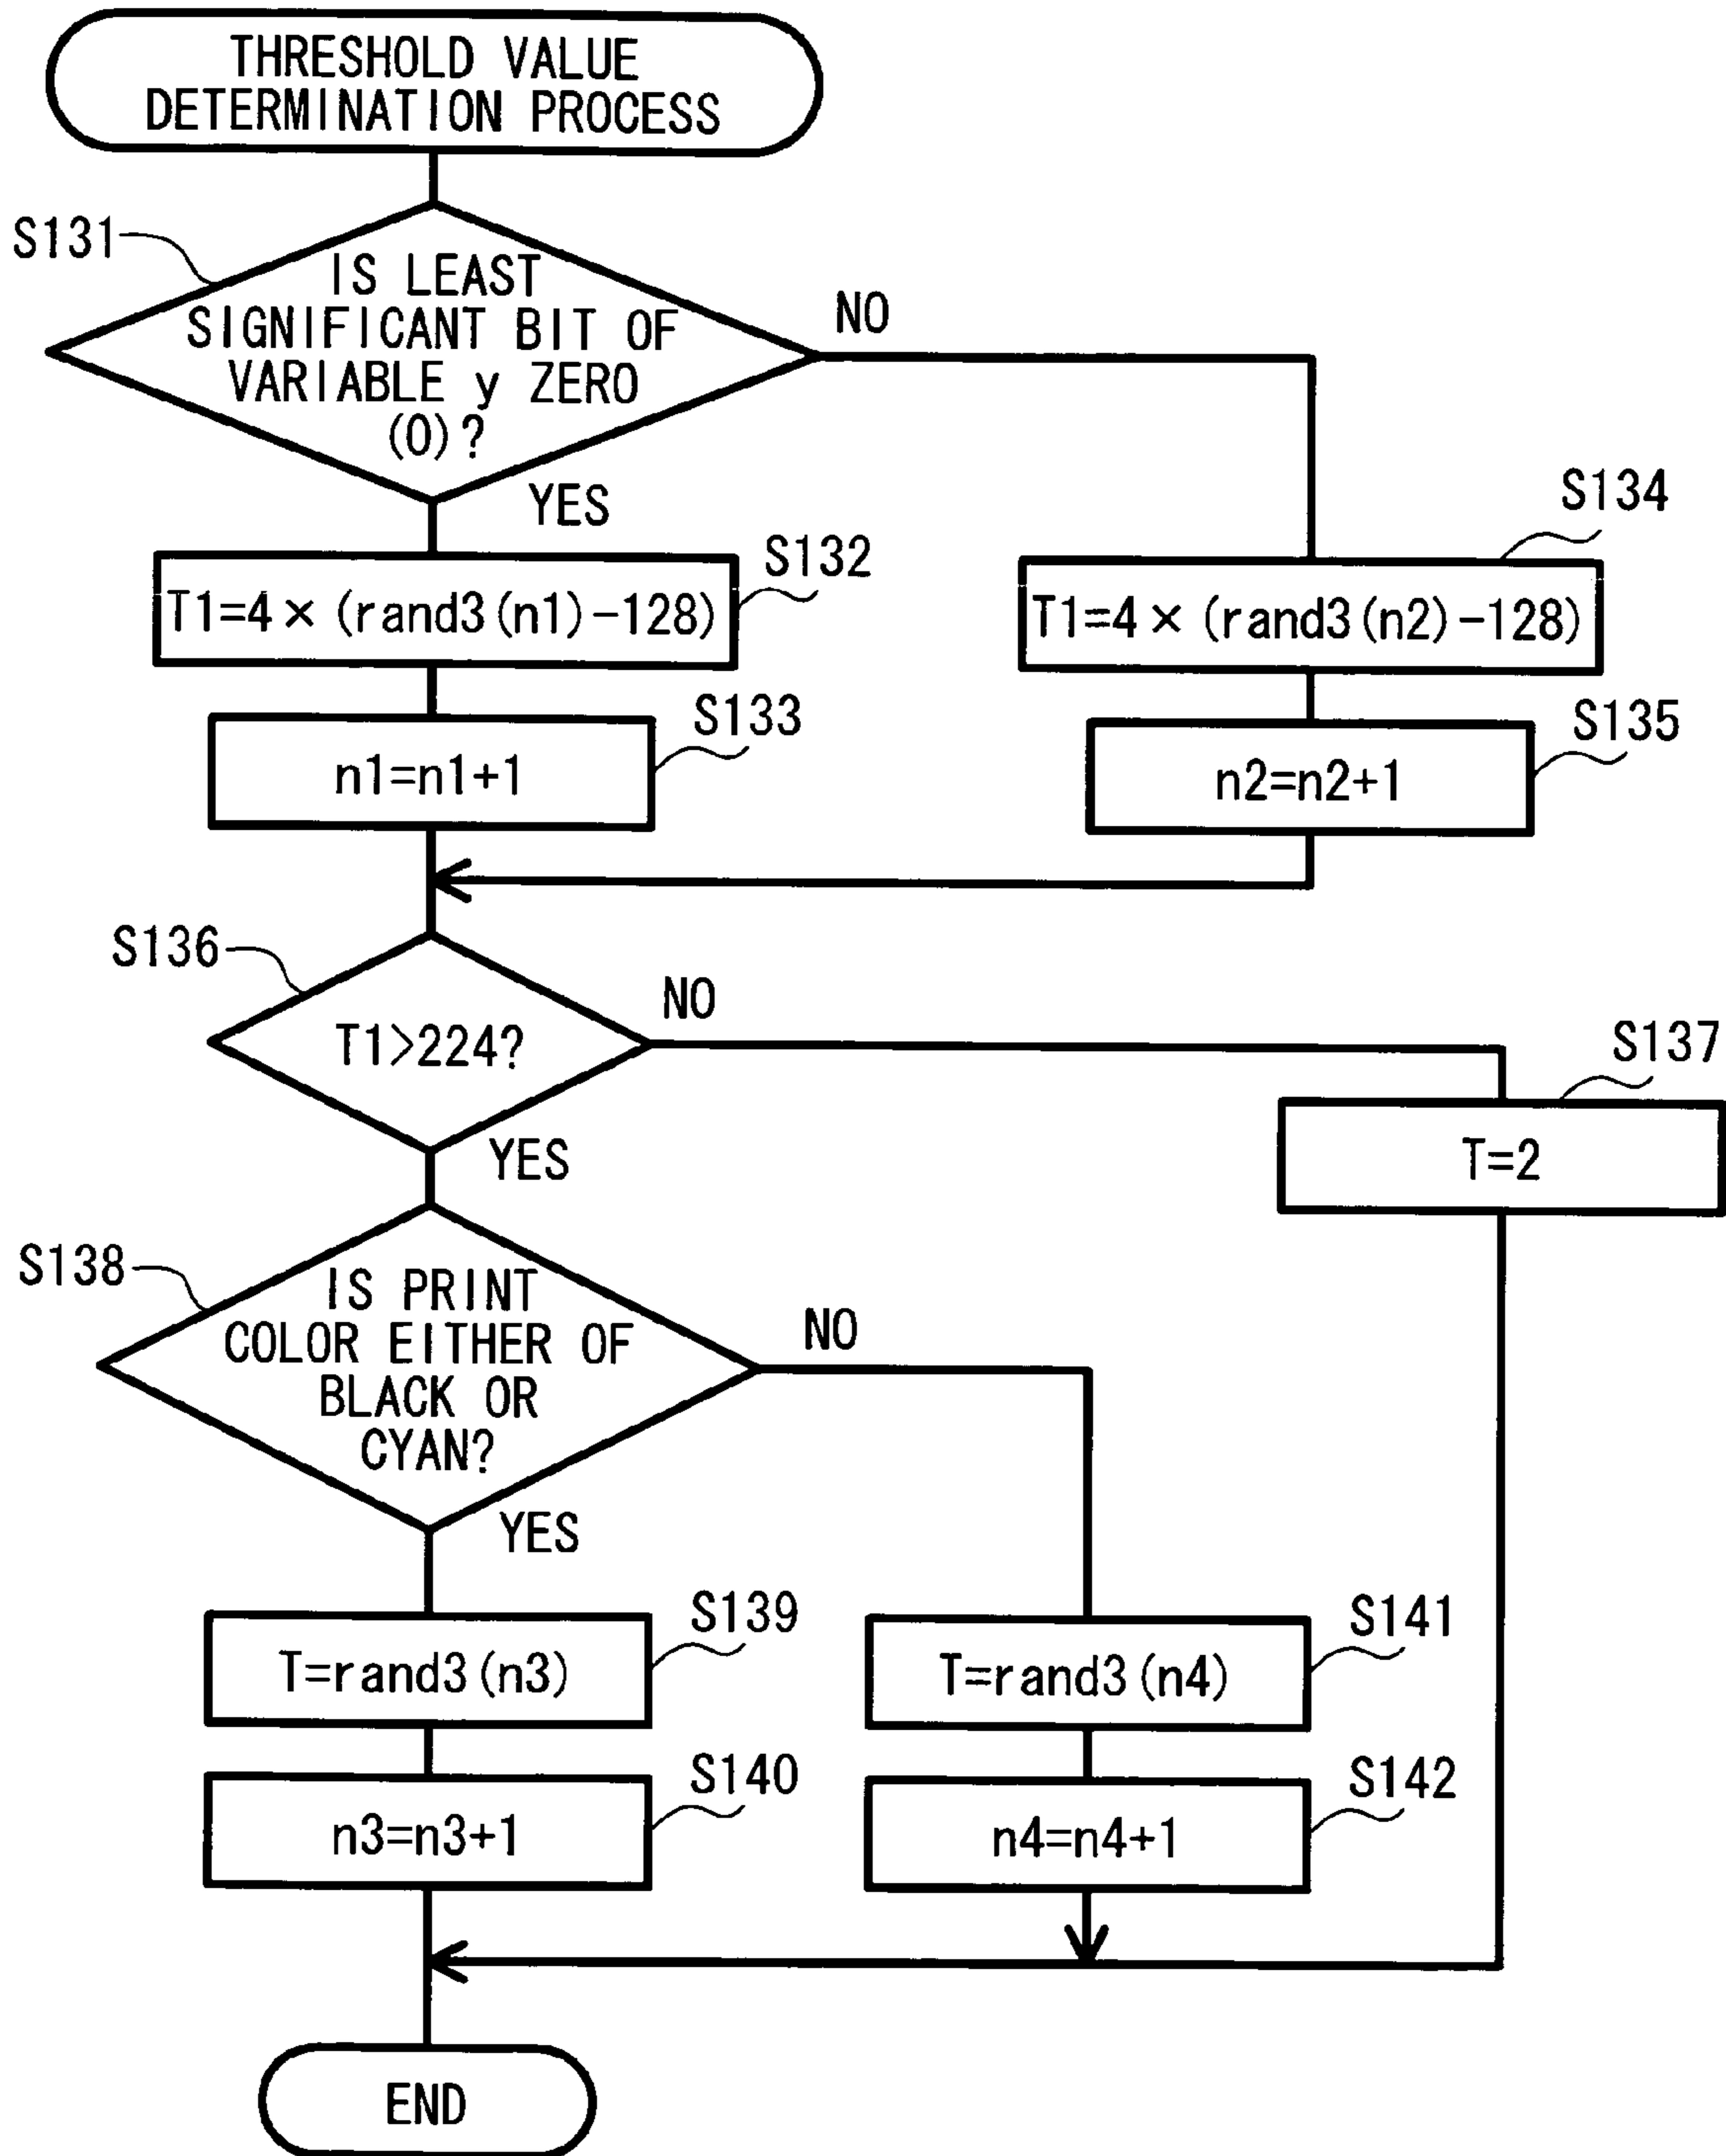 THRESHOLD VALUE
DETERMINATION PROCESS
S131
IS LEAST
SIGNIFICANT BIT OF
VARIABLE y ZERO
(0)?
NO
YES
S132
T1=4×(rand3(n1)-128)
S134
T1=4×(rand3(n2)-128)
S133
n1=n1+1
S135
n2=n2+1
S136
T1>224?
NO
YES
S137
T=2
S138
IS PRINT
COLOR EITHER OF
BLACK OR
CYAN?
NO
YES
S139
T=rand3(n3)
S141
T=rand3(n4)
S140
n3=n3+1
S142
n4=n4+1
END